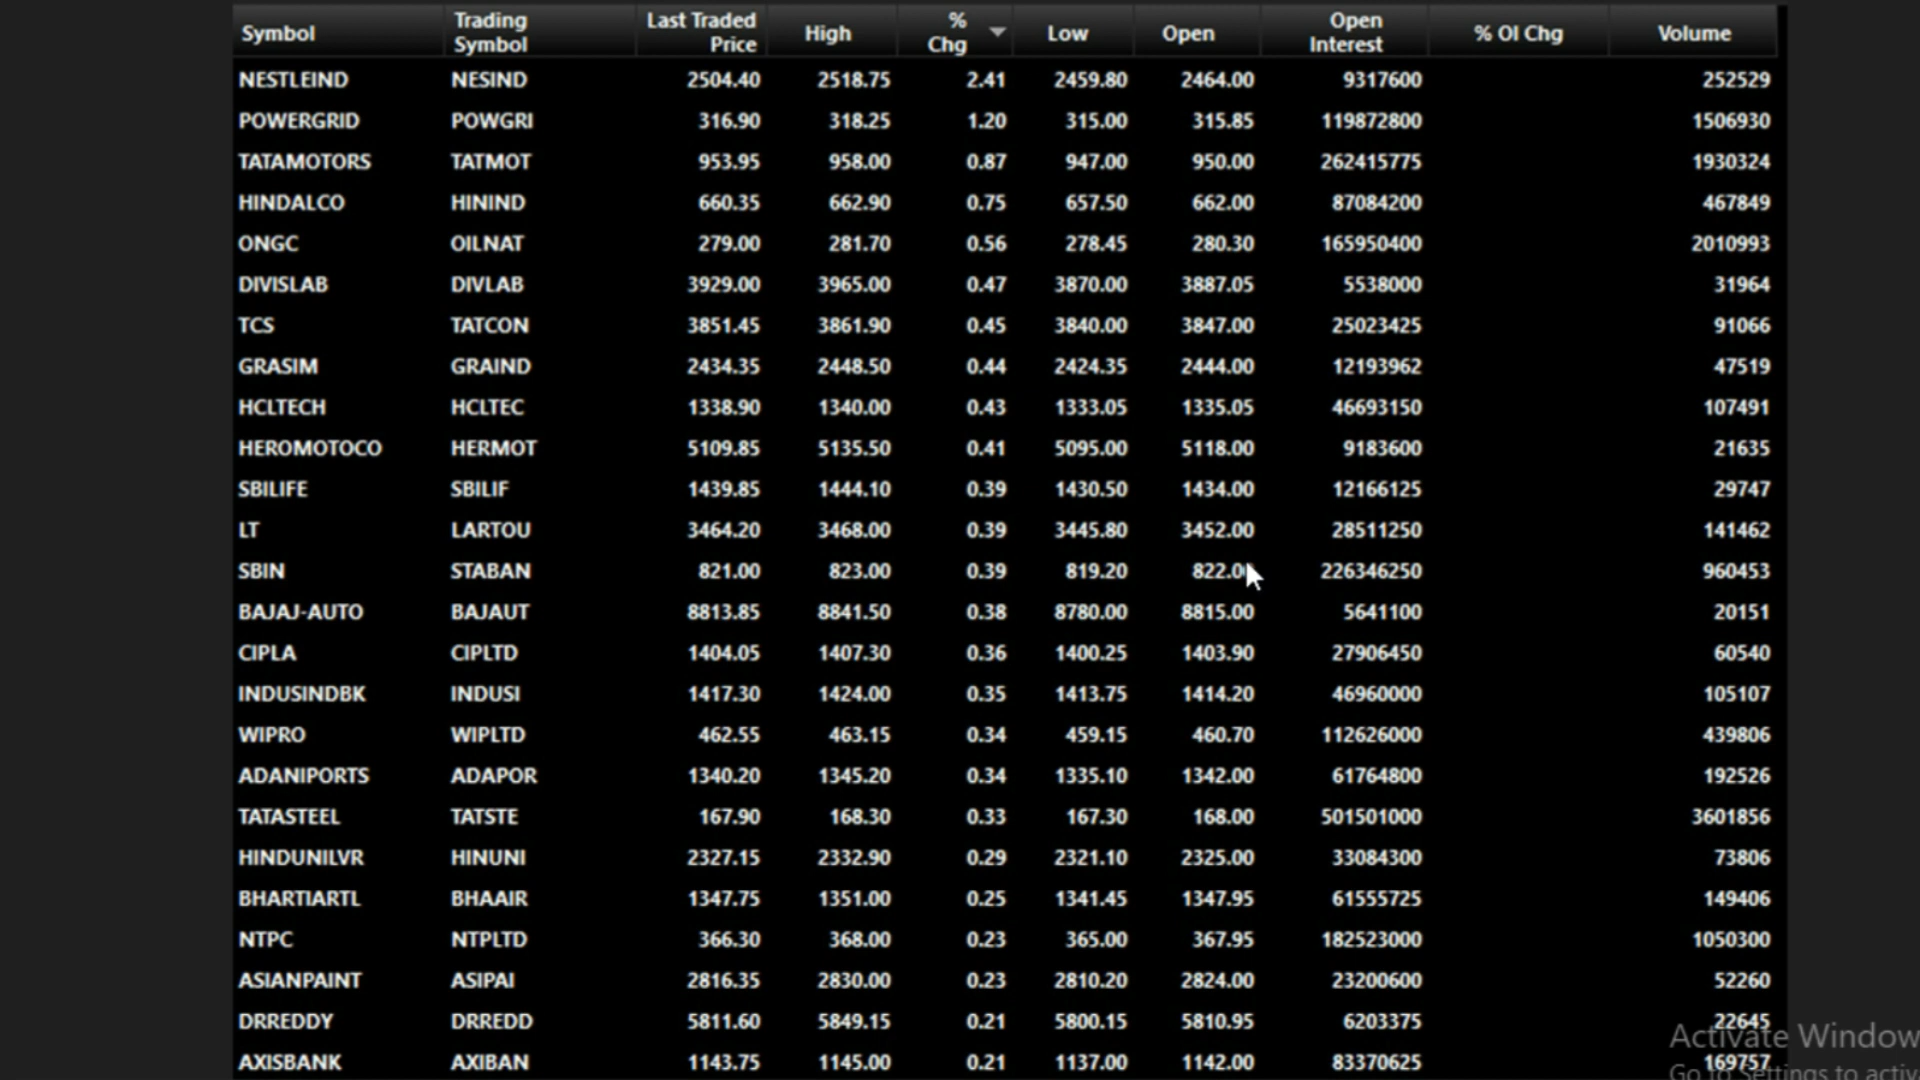 Symbol Trading Symbol Last Traded Price High % Chg Low Open Open Interest % OI Chg Volume
NESTLEIND NESIND 2504.40 2518.75 2.41 2459.80 2464.00 9317600 252529
POWERGRID POWGRI 316.90 318.25 1.20 315.00 315.85 119872800 1506930
TATAMOTORS TATMOT 953.95 958.00 0.87 947.00 950.00 262415775 1930324
HINDALCO HININD 660.35 662.90 0.75 657.50 662.00 87084200 467849
ONGC OILNAT 279.00 281.70 0.56 278.45 280.30 165950400 2010993
DIVISLAB DIVLAB 3929.00 3965.00 0.47 3870.00 3887.05 5538000 31964
TCS TATCON 3851.45 3861.90 0.45 3840.00 3847.00 25023425 91066
GRASIM GRAIND 2434.35 2448.50 0.44 2424.35 2444.00 12193962 47519
HCLTECH HCLTEC 1338.90 1340.00 0.43 1333.05 1335.05 46693150 107491
HEROMOTOCO HERMOT 5109.85 5135.50 0.41 5095.00 5118.00 9183600 21635
SBILIFE SBILIF 1439.85 1444.10 0.39 1430.50 1434.00 12166125 29747
LT LARTOU 3464.20 3468.00 0.39 3445.80 3452.00 28511250 141462
SBIN STABAN 821.00 823.00 0.39 819.20 822.00 226346250 960453
BAJAJ-AUTO BAJAUT 8813.85 8841.50 0.38 8780.00 8815.00 5641100 20151
CIPLA CIPLTD 1404.05 1407.30 0.36 1400.25 1403.90 27906450 60540
INDUSINDBK INDUSI 1417.30 1424.00 0.35 1413.75 1414.20 46960000 105107
WIPRO WIPLTD 462.55 463.15 0.34 459.15 460.70 112626000 439806
ADANIPORTS ADAPOR 1340.20 1345.20 0.34 1335.10 1342.00 61764800 192526
TATASTEEL TATSTE 167.90 168.30 0.33 167.30 168.00 501501000 3601856
HINDUNILVR HINUNI 2327.15 2332.90 0.29 2321.10 2325.00 33084300 73806
BHARTIARTL BHAAIR 1347.75 1351.00 0.25 1341.45 1347.95 61555725 149406
NTPC NTPLTD 366.30 368.00 0.23 365.00 367.95 182523000 1050300
ASIANPAINT ASIPAI 2816.35 2830.00 0.23 2810.20 2824.00 23200600 52260
DRREDDY DRREDD 5811.60 5849.15 0.21 5800.15 5810.95 6203375 22645
AXISBANK AXIBAN 1143.75 1145.00 0.21 1137.00 1142.00 83370625 169757
Activate Window
Go to Settings to activ